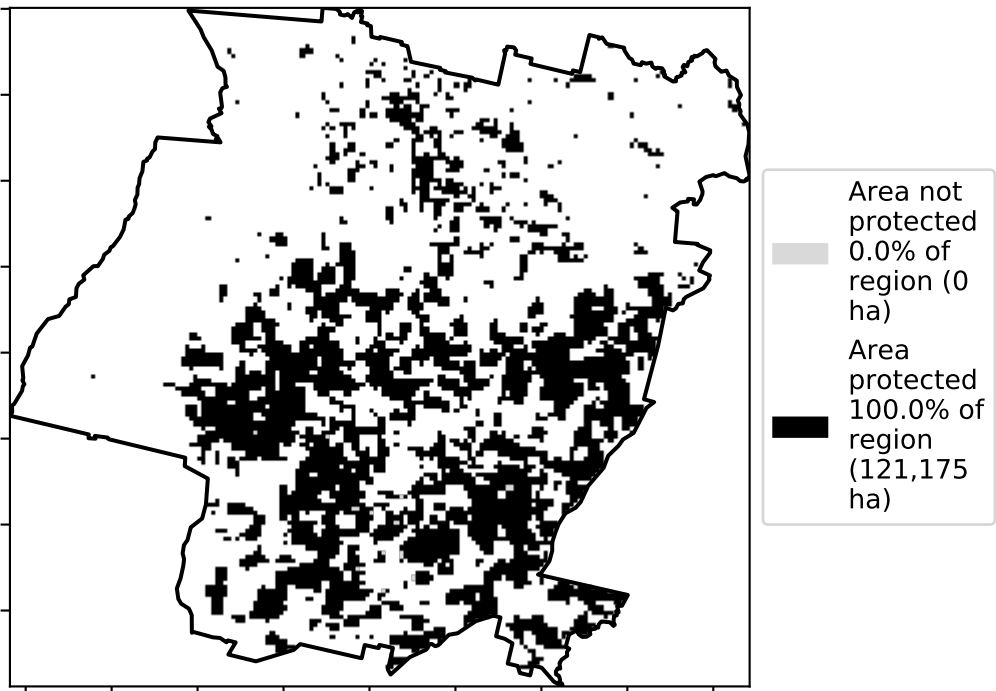 Area not
protected
0.0% of
region (0
ha)
Area
protected
100.0% of
region
(121,175
ha)